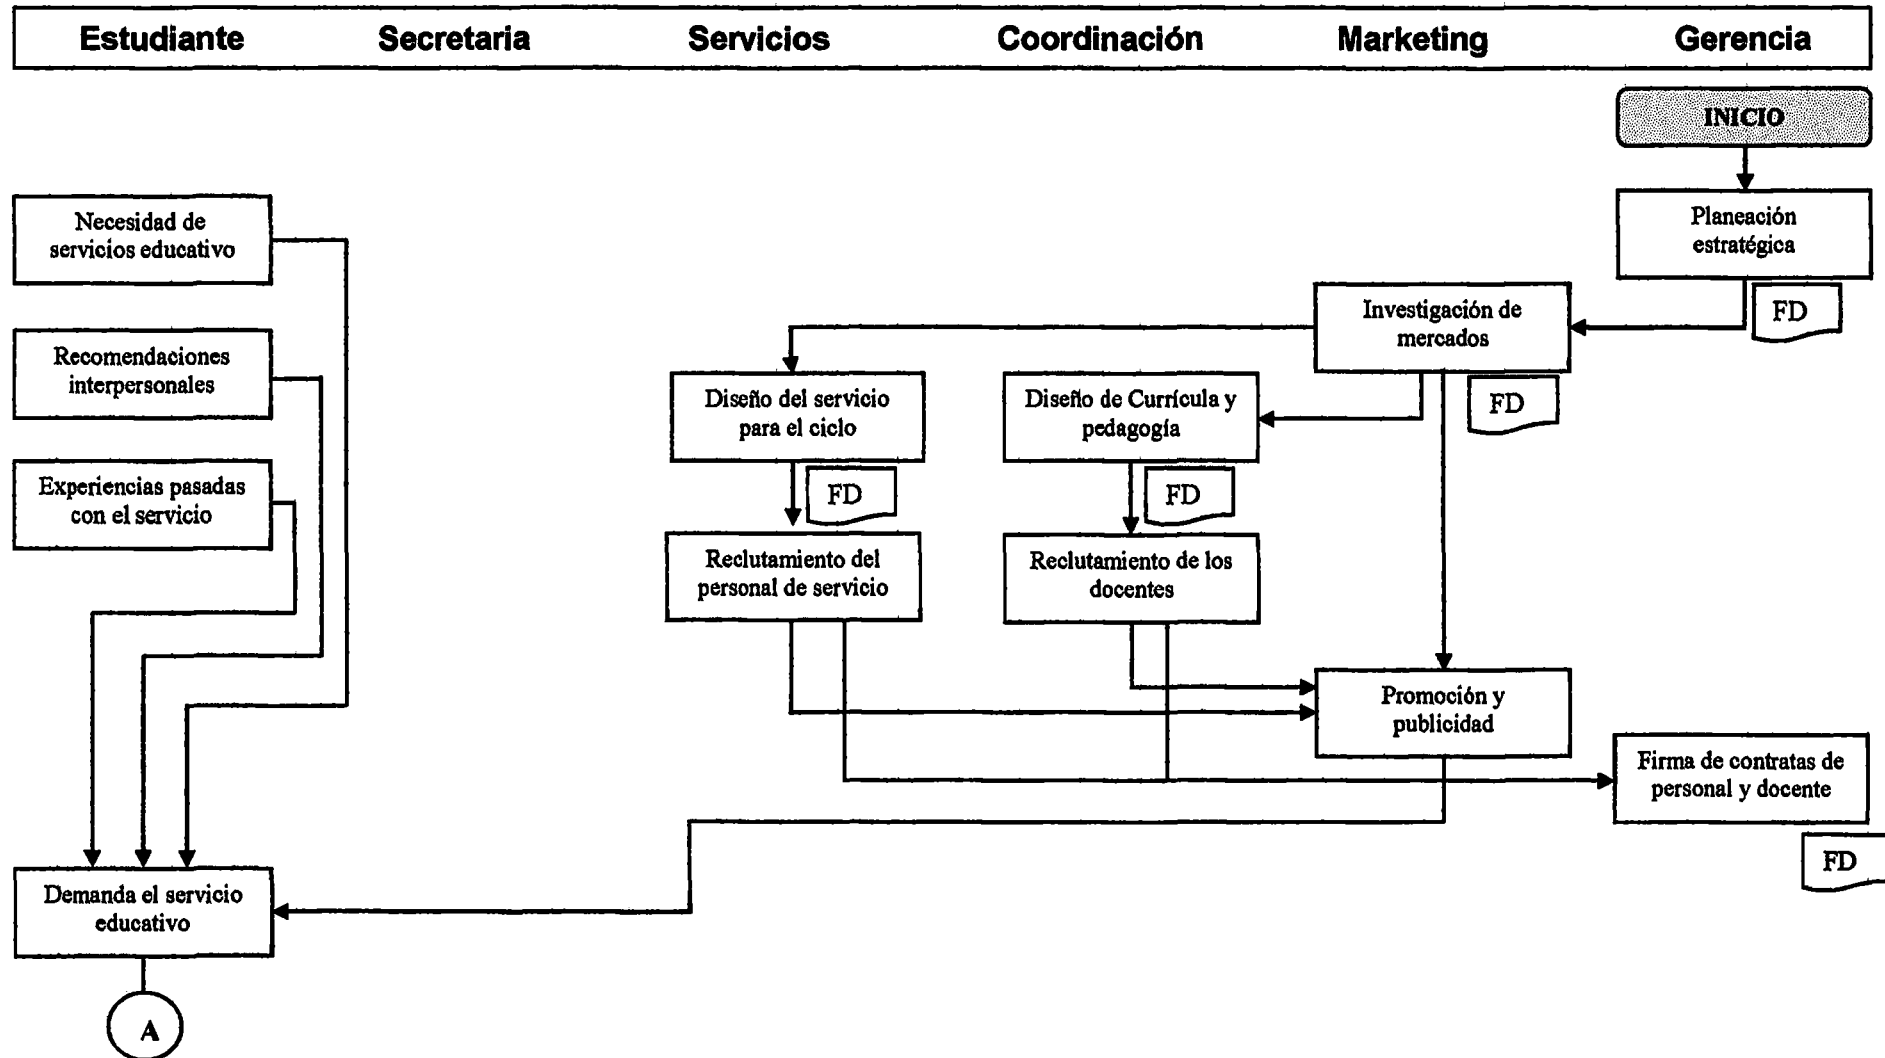 Estudiante Secretaria Servicios Coordinación Marketing Gerencia
INICIO
Planeación
estratégica
FD
Necesidad de
servicios educativo
Recomendaciones
interpersonales
Experiencias pasadas
con el servicio
Investigación de
mercados
FD
Diseño del servicio
para el ciclo
FD
Diseño de Currícula y
pedagogía
FD
Reclutamiento del
personal de servicio
Reclutamiento de los
docentes
Promoción y
publicidad
Firma de contratas de
personal y docente
FD
Demanda el servicio
educativo
A